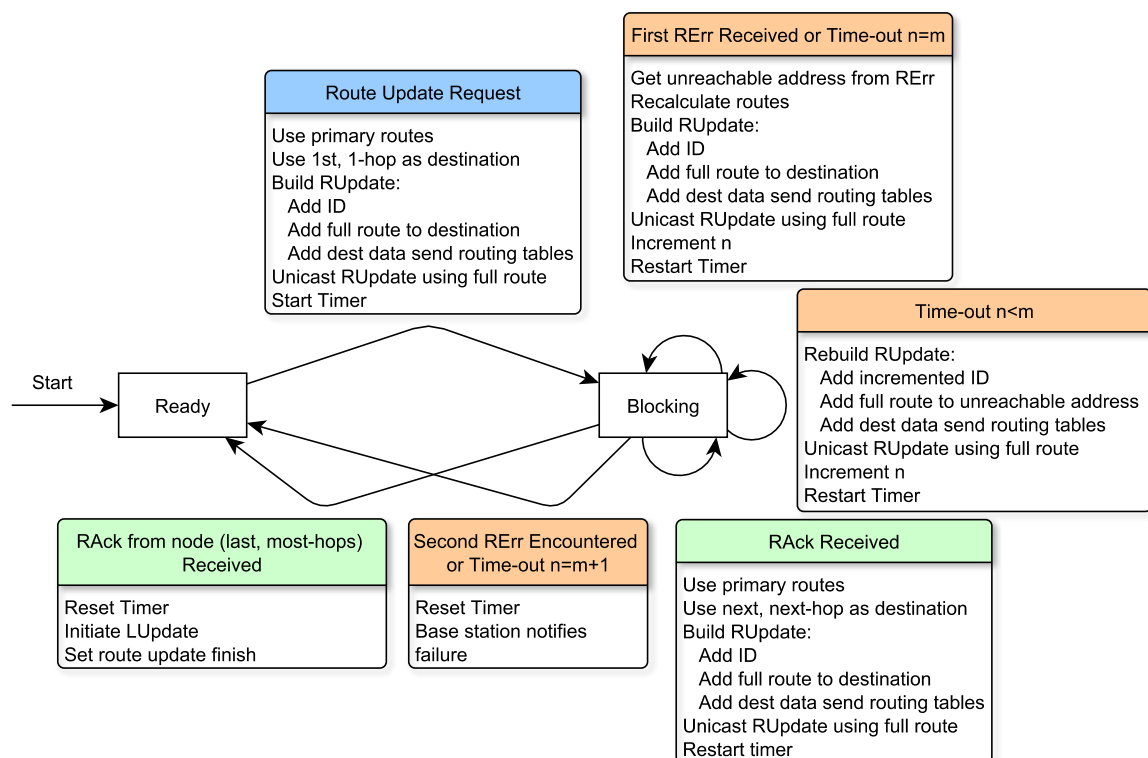 First RErr Received or Time-out n=m
Get unreachable address from RErr
Recalculate routes
Build RUpdate:
Add ID
Add full route to destination
Add dest data send routing tables
Unicast RUpdate using full route
Increment n
Restart Timer
Route Update Request
Use primary routes
Use 1st, 1-hop as destination
Build RUpdate:
Add ID
Add full route to destination
Add dest data send routing tables
Unicast RUpdate using full route
Start Timer
Time-out n<m
Rebuild RUpdate:
Add incremented ID
Add full route to unreachable address
Add dest data send routing tables
Unicast RUpdate using full route
Increment n
Restart Timer
Start
Ready
Blocking
RAck from node (last, most-hops)
Received
Reset Timer
Initiate LUpdate
Set route update finish
Second RErr Encountered
or Time-out n=m+1
Reset Timer
Base station notifies
failure
RAck Received
Use primary routes
Use next, next-hop as destination
Build RUpdate:
Add ID
Add full route to destination
Add dest data send routing tables
Unicast RUpdate using full route
Restart timer